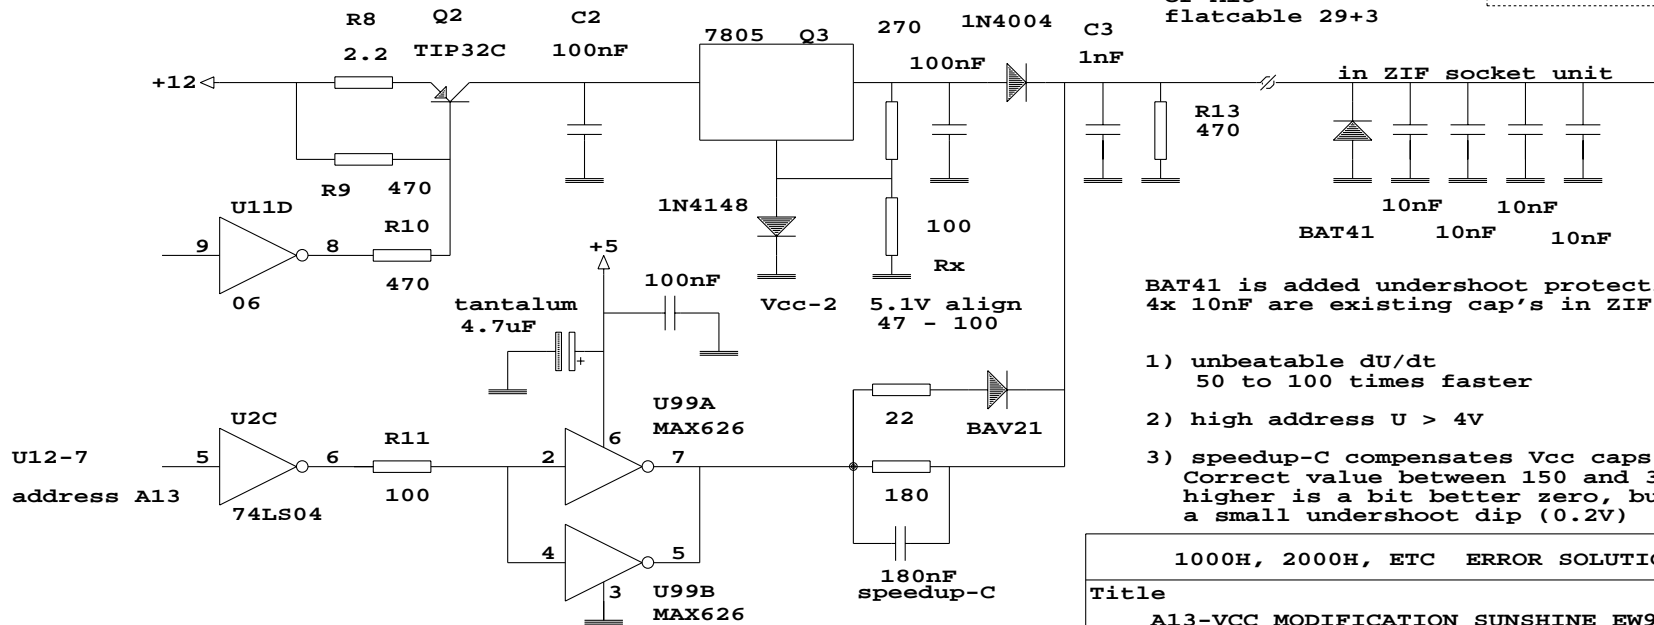 flatcable 29+3
R8
Q2
C2
270
1N4004
C3
2.2
TIP32C
100nF
7805 Q3
100nF
1nF
+12
in ZIF socket unit
R13
470
R9 470
U11D
1N4148
10nF 10nF
R10
100
BAT41 10nF 10nF
9 8
+5
Rx
470
100nF
06
tantalum
4.7uF
+
Vcc-2
5.1V align
47 - 100
BAT41 is added undershoot protect
4x 10nF are existing cap's in ZIF
1) unbeatable dU/dt
50 to 100 times faster
U2C
U99A
MAX626
22
BAV21
2) high address U > 4V
R11
6
U12-7
5 6
2 7
3) speedup-C compensates Vcc caps
address A13
100
180
Correct value between 150 and 3
74LS04
higher is a bit better zero, bu
a small undershoot dip (0.2V)
4 5
180nF
speedup-C
3
U99B
MAX626
1000H, 2000H, ETC ERROR SOLUTIO
Title
A13-VCC MODIFICATION SUNSHINE EW9